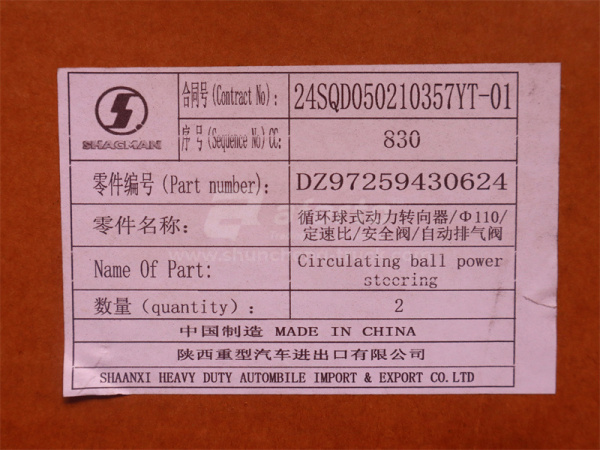 合同号(Contract No): 24SQD050210357YT-01
序号(Sequence No)CC: 830
SHACMAN
零件编号(Part number): DZ97259430624
零件名称: 循环球式动力转向器/Φ110/
定速比/安全阀/自动排气阀
Name Of Part: Circulating ball power
steering
数量(quantity): 2
中国制造 MADE IN CHINA
陕西重型汽车进出口有限公司
SHAANXI HEAVY DUTY AUTOMBILE IMPORT & EXPORT CO.LTD